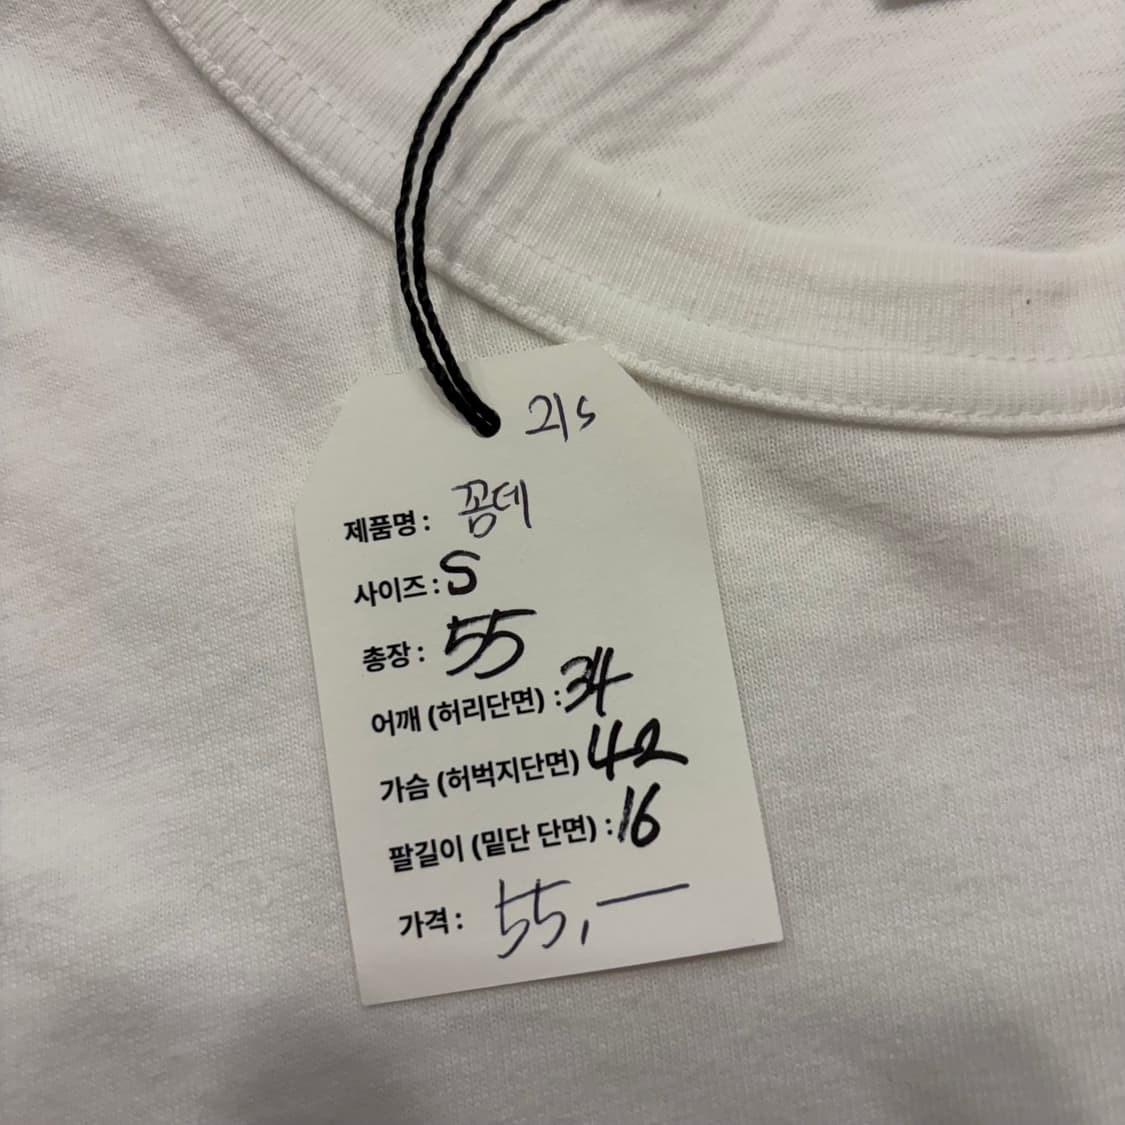 21s
제품명 : 꼼데
사이즈 : S
총장 : 55
어깨 (허리단면) : 34
가슴 (허벅지단면) 42
팔길이 (밑단 단면) : 16
가격 : 55,—